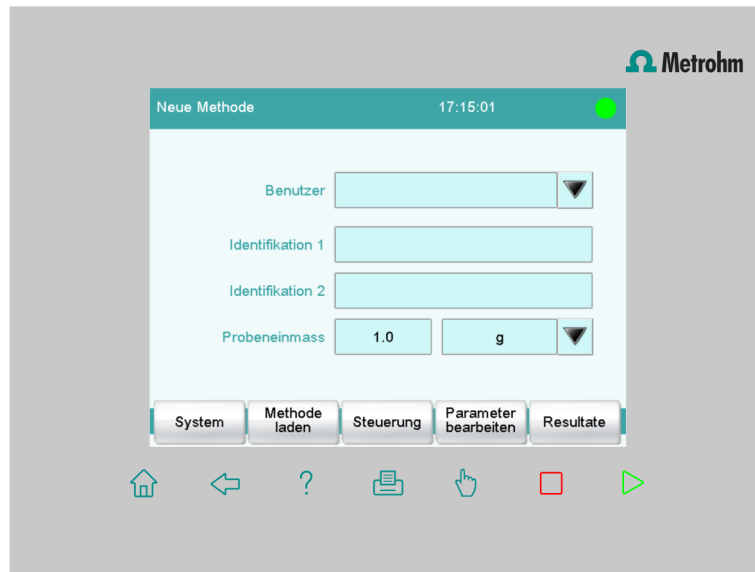 Metrohm
Neue Methode 17:15:01
Benutzer
Identifikation 1
Identifikation 2
Probeneinmass 1.0 g
System
Methode
laden
Steuerung
Parameter
bearbeiten
Resultate
?